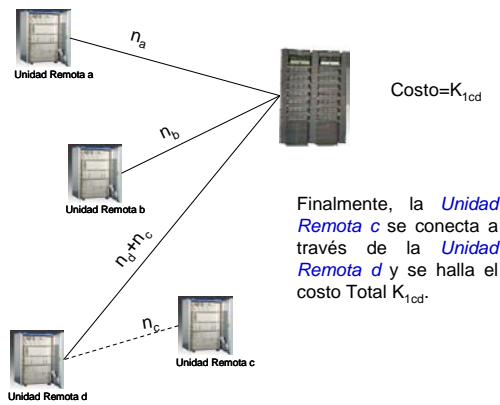 n_a
Unidad Remota a
Costo=K_1cd
n_b
Unidad Remota b
Finalmente, la Unidad
Remota c se conecta a
través de la Unidad
Remota d y se halla el
costo Total K_1cd.
n_d+n_c
n_c
Unidad Remota c
Unidad Remota d